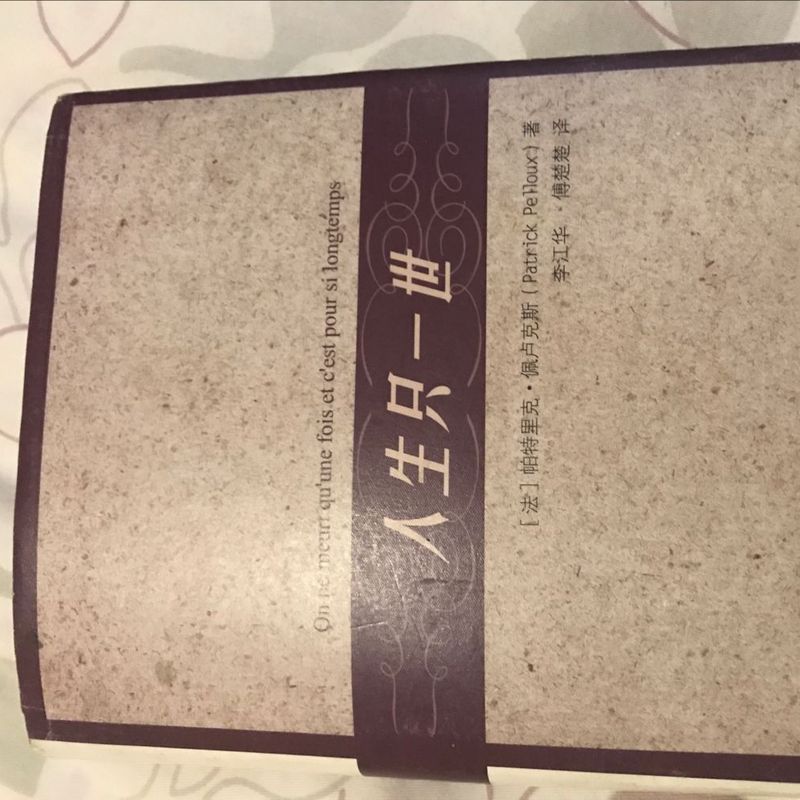 On ne meurt qu'une fois et c'est pour si longtemps
人生只一世
[法] 帕特里克·佩卢克斯 (Patrick Pelloux) 著
李江华·傅楚楚 译